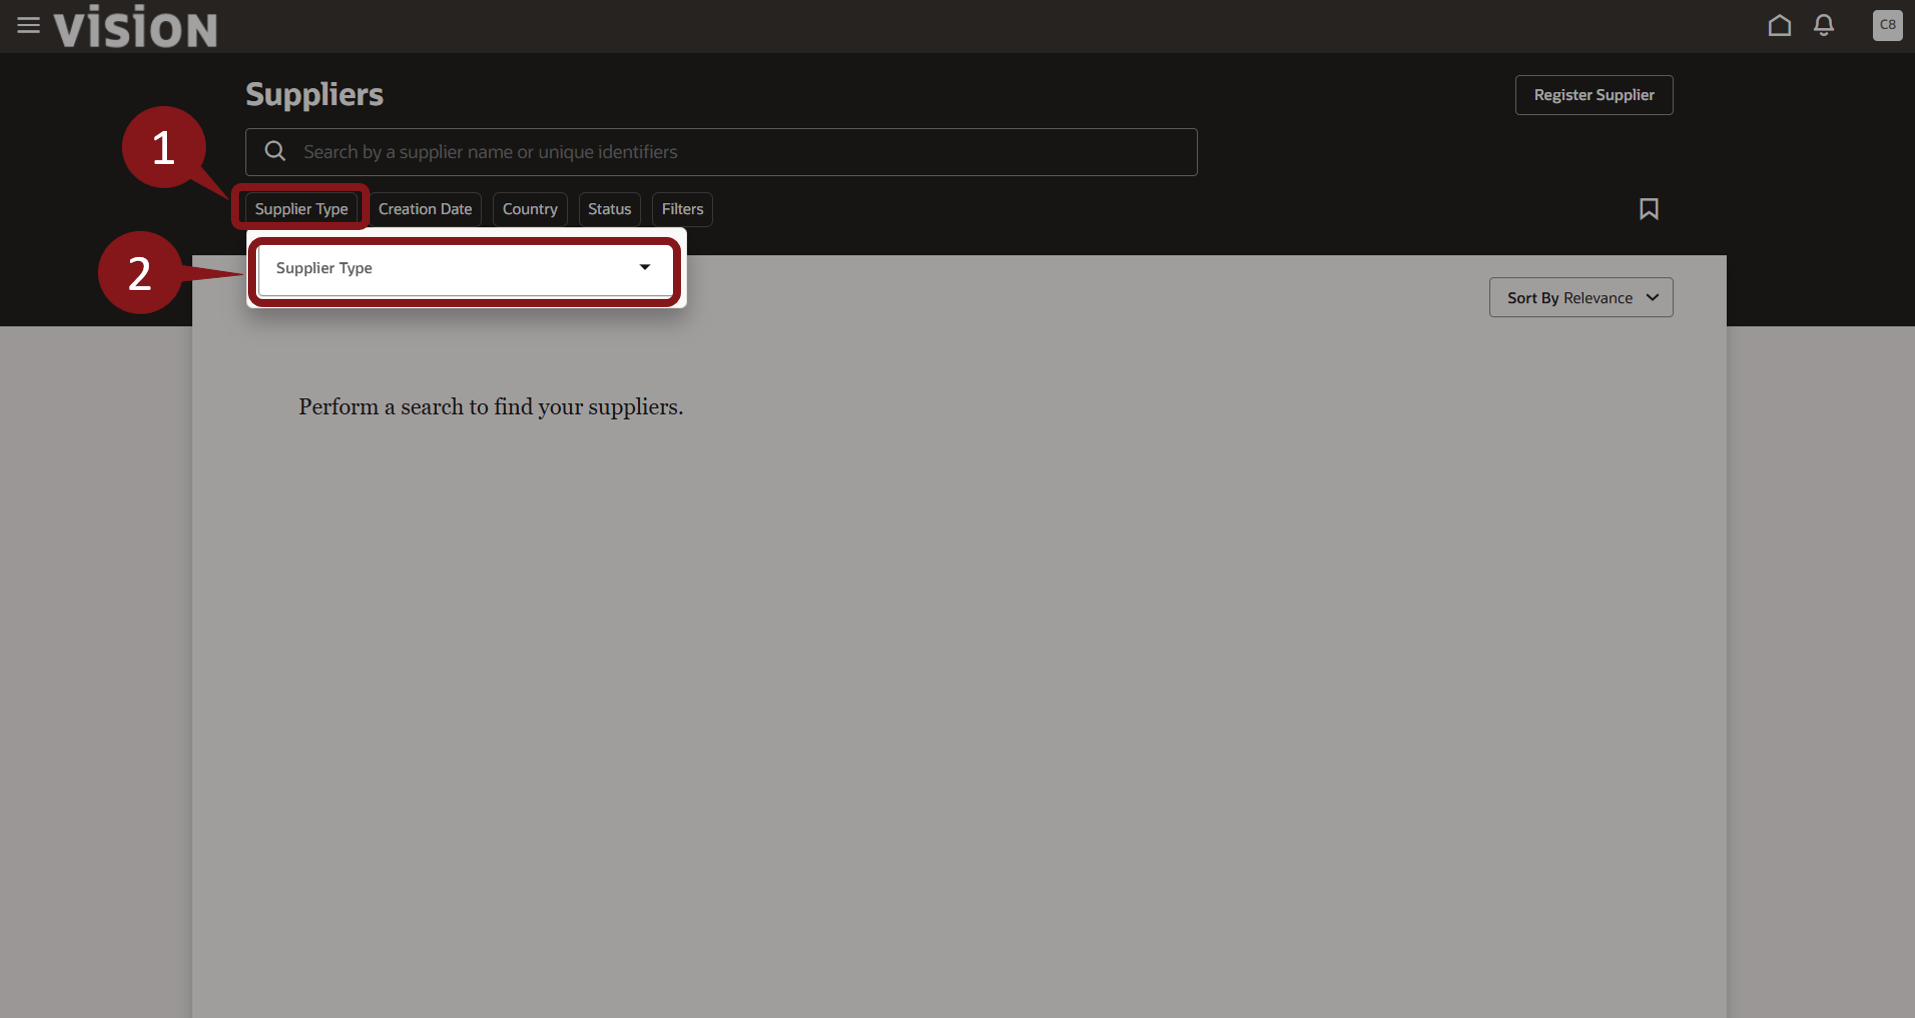 vision
C8
Suppliers
Register Supplier
1
Search by a supplier name or unique identifiers
Supplier Type Creation Date Country Status Filters
2
Supplier Type
Sort By Relevance
Perform a search to find your suppliers.